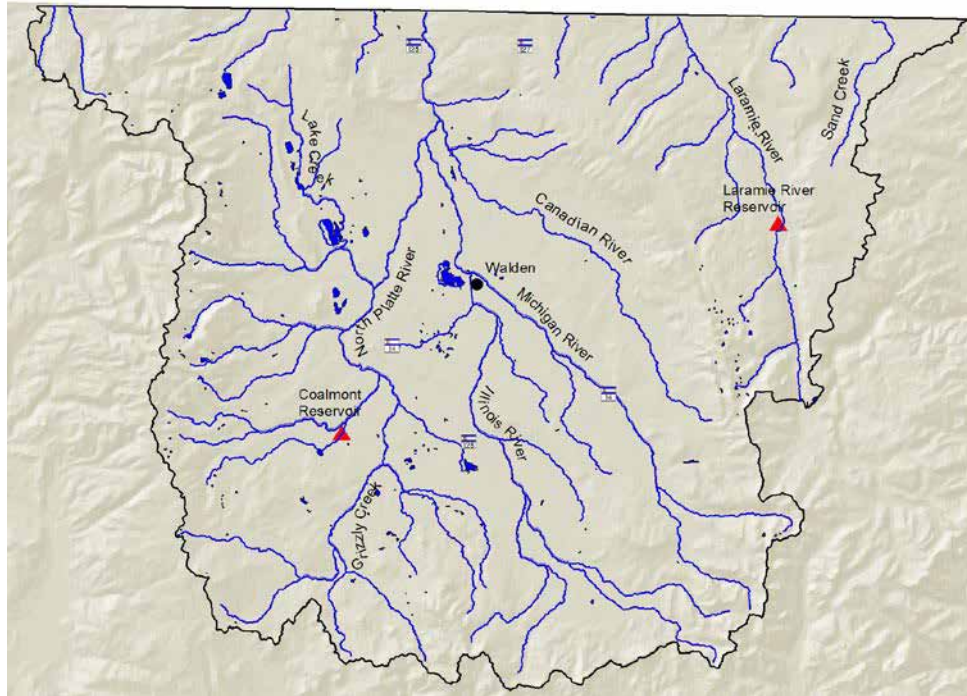 Lake Creek
Laramie River
Sand Creek
Laramie River
Reservoir
Canadian River
Walden
North Platte River
Michigan River
Coalmont
Reservoir
Illinois River
Grizzly Creek